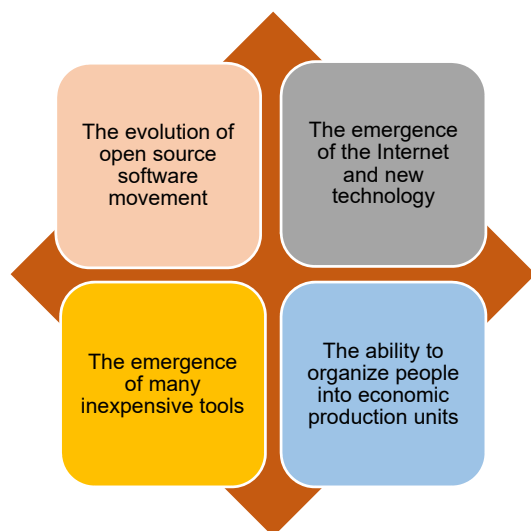 The evolution of
open source
software
movement
The emergence
of the Internet
and new
technology
The emergence
of many
inexpensive tools
The ability to
organize people
into economic
production units